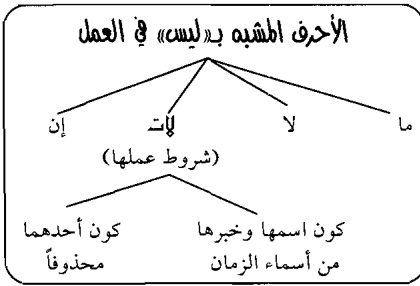 الأحرف المشبه بـ«ليس» في العمل
ما لا لات إن
(شروط عملها)
كون اسمها وخبرها كون أحدهما
من أسماء الزمان محذوفاً